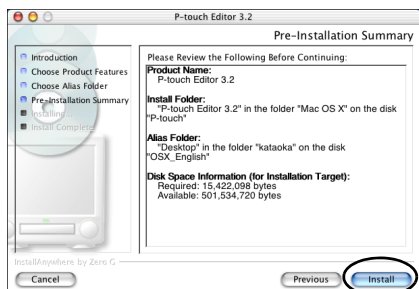 P-touch Editor 3.2
Pre-Installation Summary
Introduction
Choose Product Features
Choose Alias Folder
Pre-Installation Summary
Installing...
Install Complete
Please Review the Following Before Continuing:
Product Name:
P-touch Editor 3.2
Install Folder:
"P-touch Editor 3.2" in the folder "Mac OS X" on the disk
"P-touch"
Alias Folder:
"Desktop" in the folder "kataoka" on the disk
"OSX_English"
Disk Space Information (for Installation Target):
Required: 15,422,098 bytes
Available: 501,534,720 bytes
InstallAnywhere by Zero G
Cancel
Previous
Install